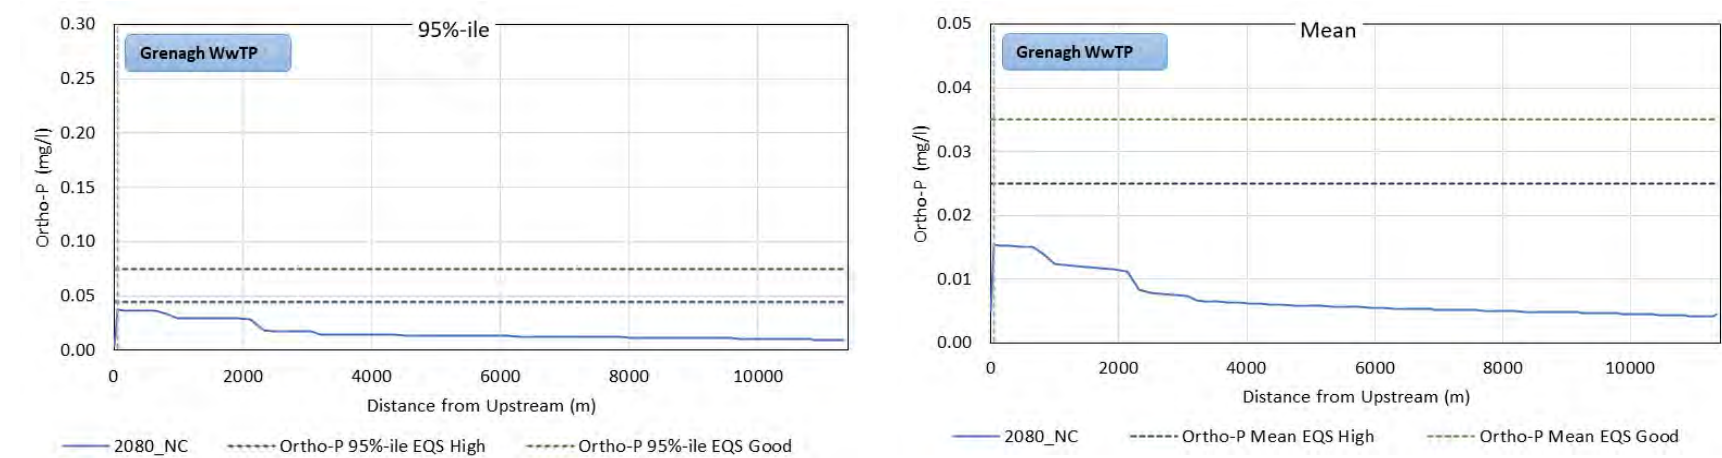 95%-ile
Grenagh WwTP
0.30
0.25
0.20
0.15
0.10
0.05
0.00
Ortho-P (mg/l)
0 2000 4000 6000 8000 10000
Distance from Upstream (m)
2080_NC Ortho-P 95%-ile EQS High Ortho-P 95%-ile EQS Good
Mean
Grenagh WwTP
0.05
0.04
0.03
0.02
0.01
0.00
Ortho-P (mg/l)
0 2000 4000 6000 8000 10000
Distance from Upstream (m)
2080_NC Ortho-P Mean EQS High Ortho-P Mean EQS Good